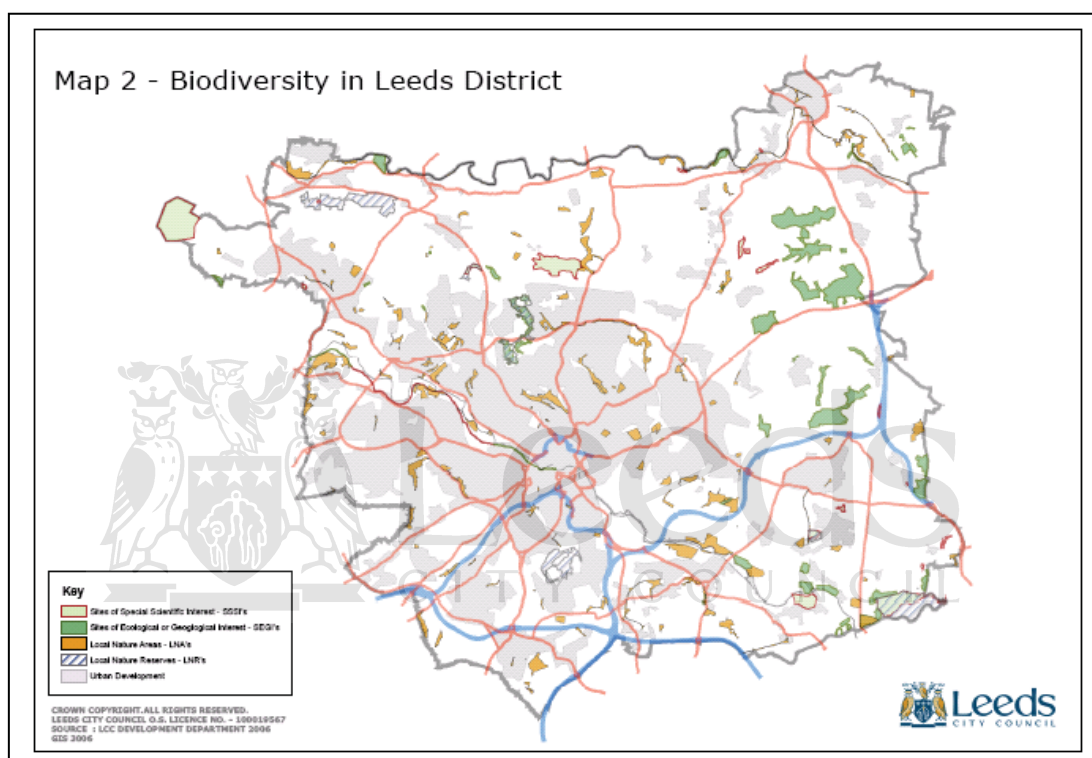 Map 2 - Biodiversity in Leeds District
Leeds
CITY COUNCIL
Key
Sites of Special Scientific Interest - SSSI's
Sites of Ecological or Geological Interest - SEGI's
Local Nature Areas - LNA's
Local Nature Reserves - LNR's
Urban Development
CROWN COPYRIGHT.ALL RIGHTS RESERVED.
LEEDS CITY COUNCIL O.S. LICENCE NO. - 100019567
SOURCE : LCC DEVELOPMENT DEPARTMENT 2006
GIS 2006
Leeds
CITY COUNCIL